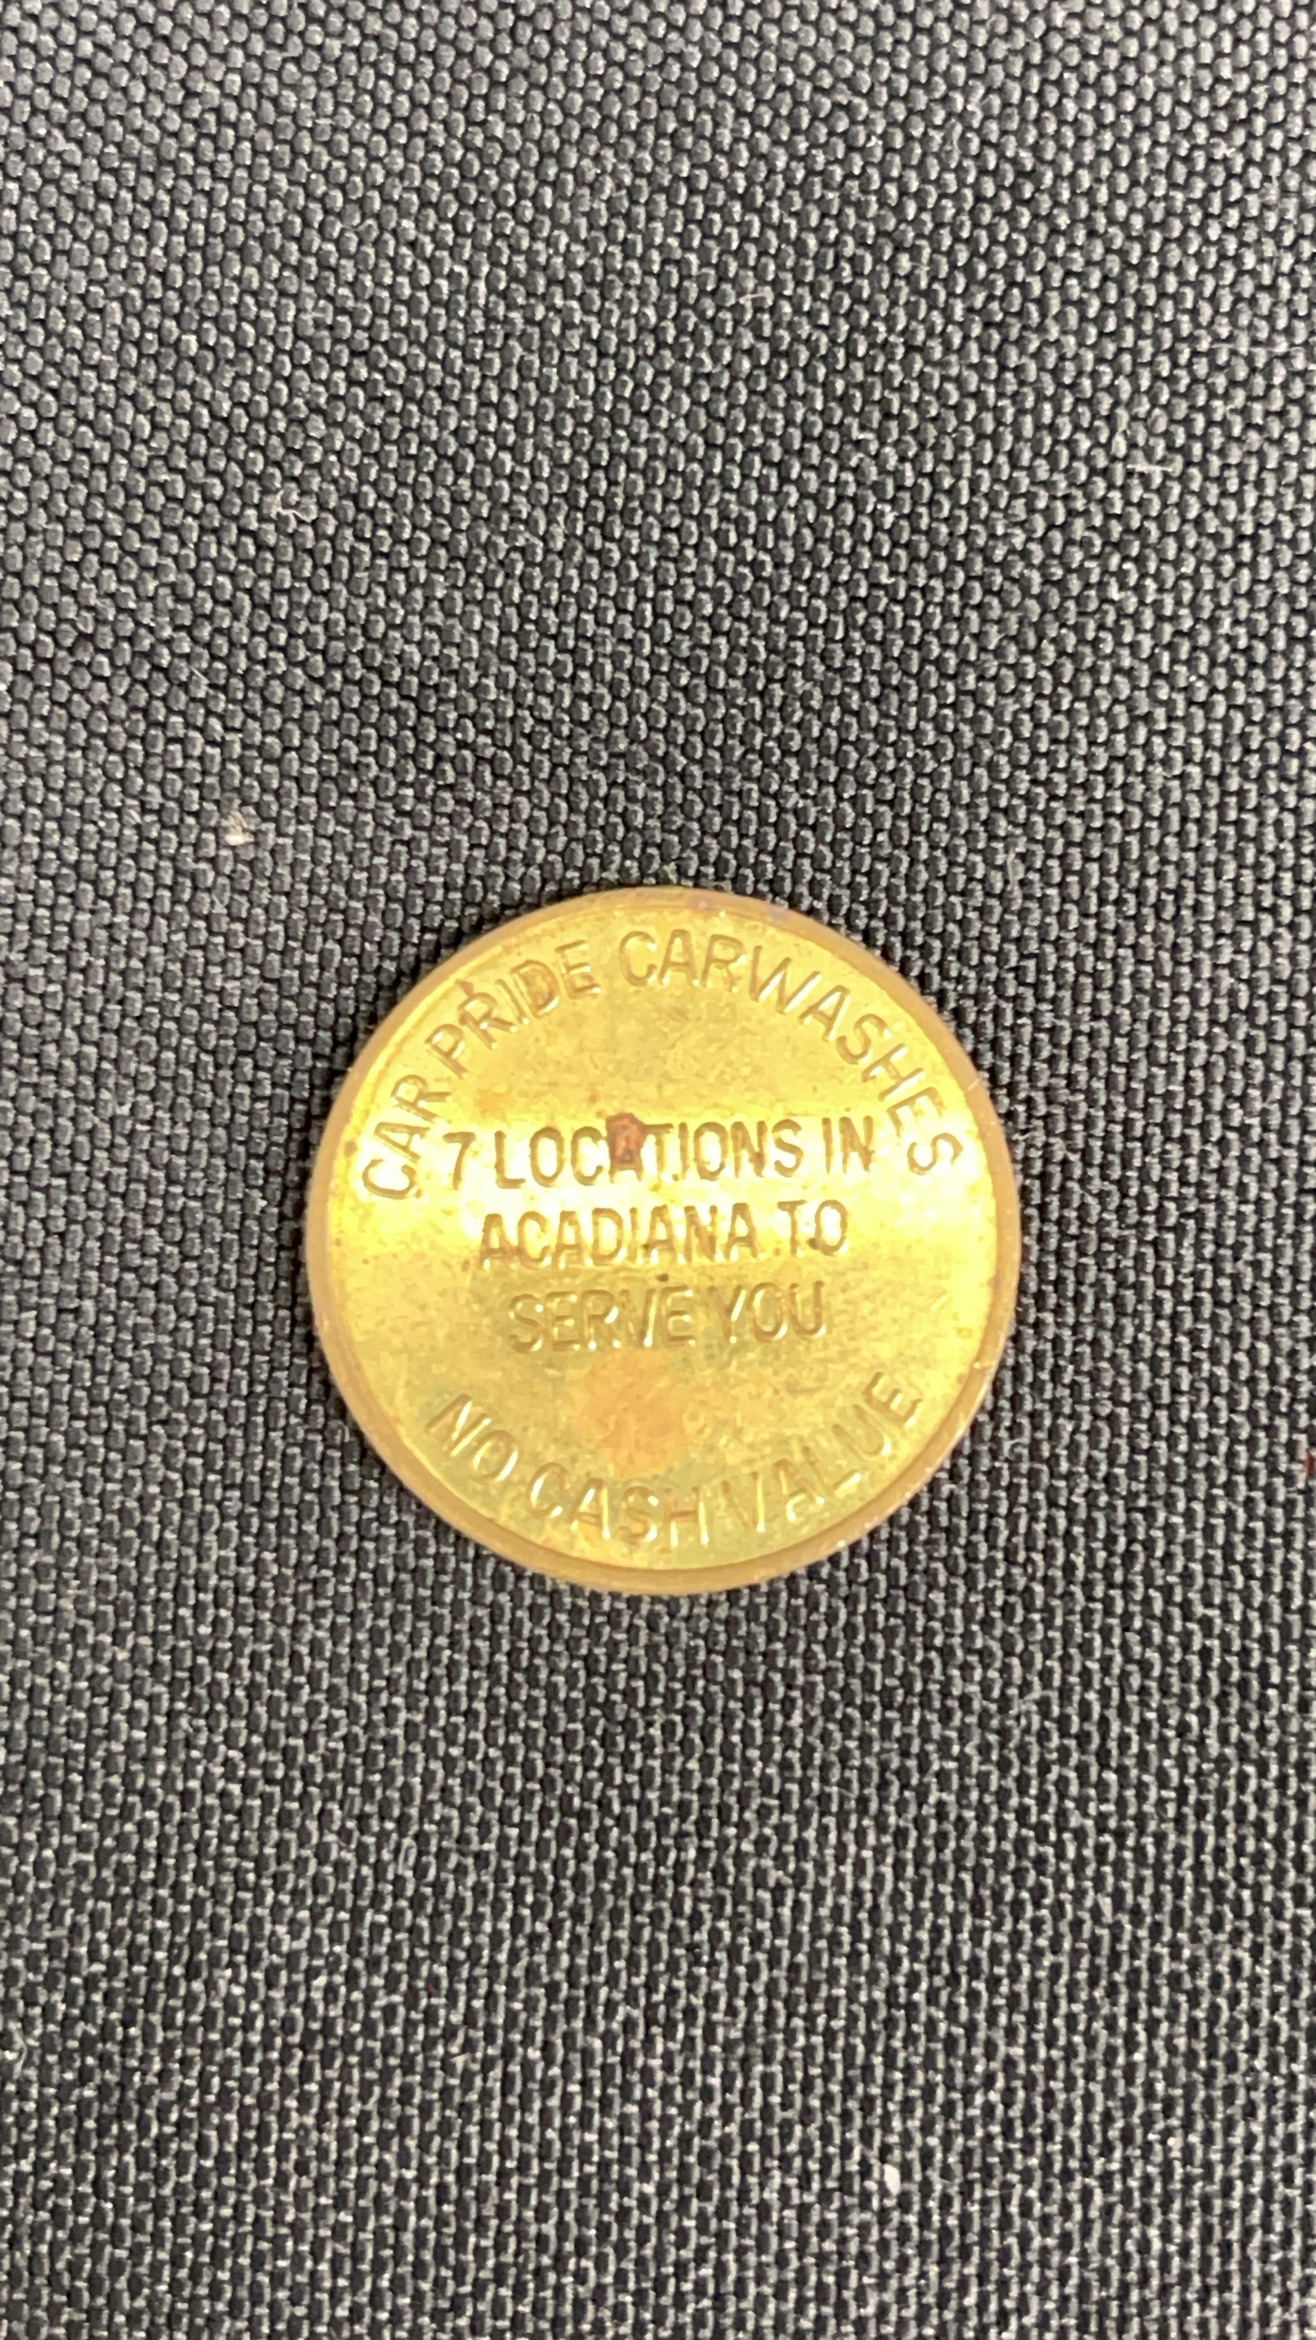 CAR PRIDE CARWASHES
7 LOCATIONS IN
ACADIANA TO
SERVE YOU
NO CASH VALUE